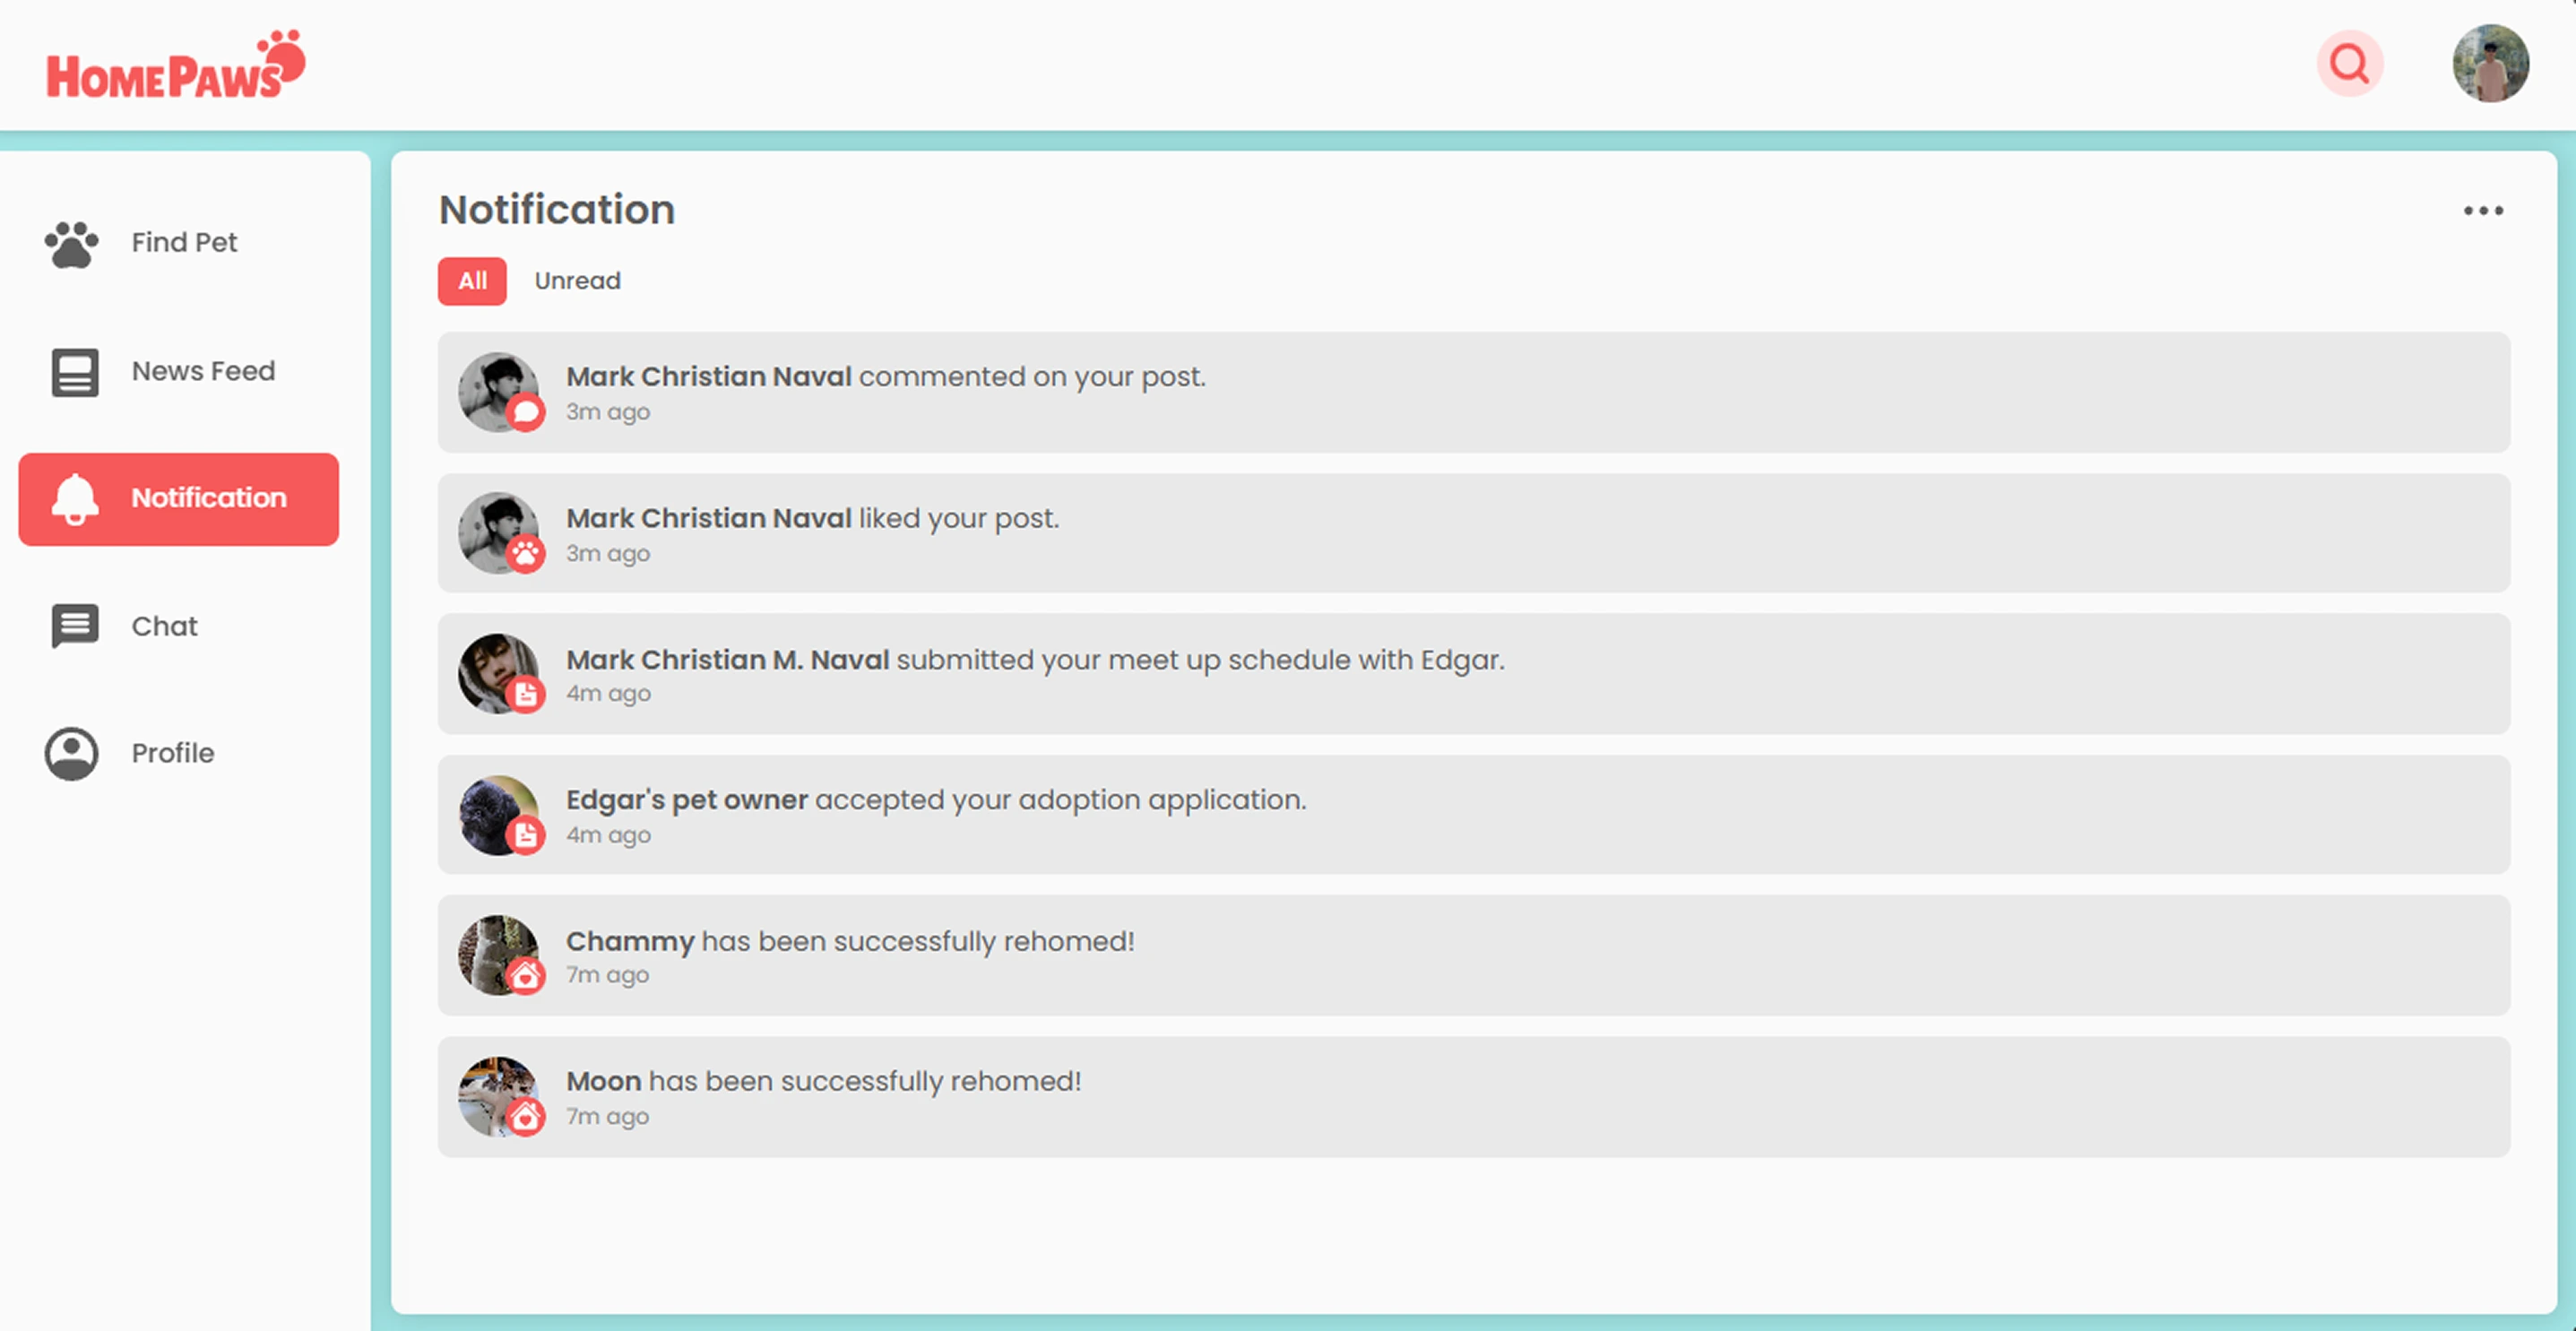 HOMEPAWS
Find Pet
News Feed
Notification
Chat
Profile
Notification
All Unread
Mark Christian Naval commented on your post.
3m ago
Mark Christian Naval liked your post.
3m ago
Mark Christian M. Naval submitted your meet up schedule with Edgar.
4m ago
Edgar's pet owner accepted your adoption application.
4m ago
Chammy has been successfully rehomed!
7m ago
Moon has been successfully rehomed!
7m ago